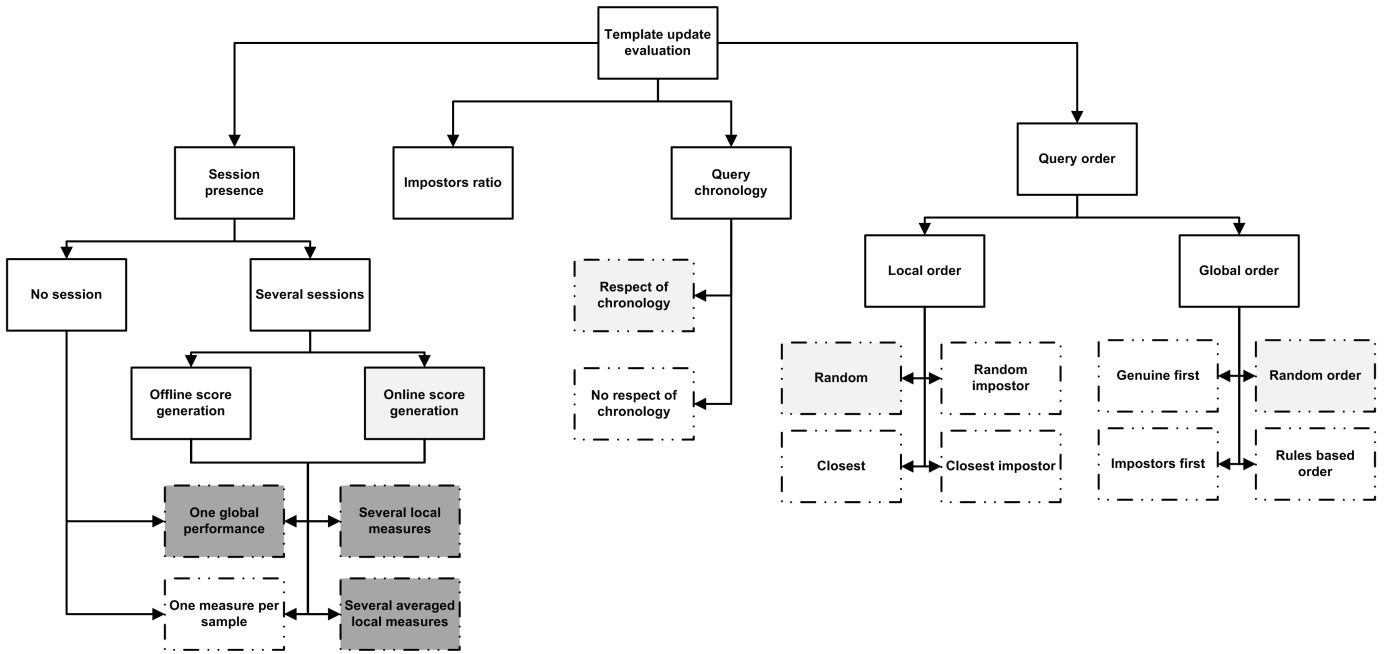 Template update
evaluation
Session
presence
Impostors ratio
Query
chronology
Query order
No session
Several sessions
Respect of
chronology
Local order
Global order
Offline score
generation
Online score
generation
No respect of
chronology
Random
Random
impostor
Genuine first
Random order
Closest
Closest impostor
Impostors first
Rules based
order
One global
performance
Several local
measures
One measure per
sample
Several averaged
local measures